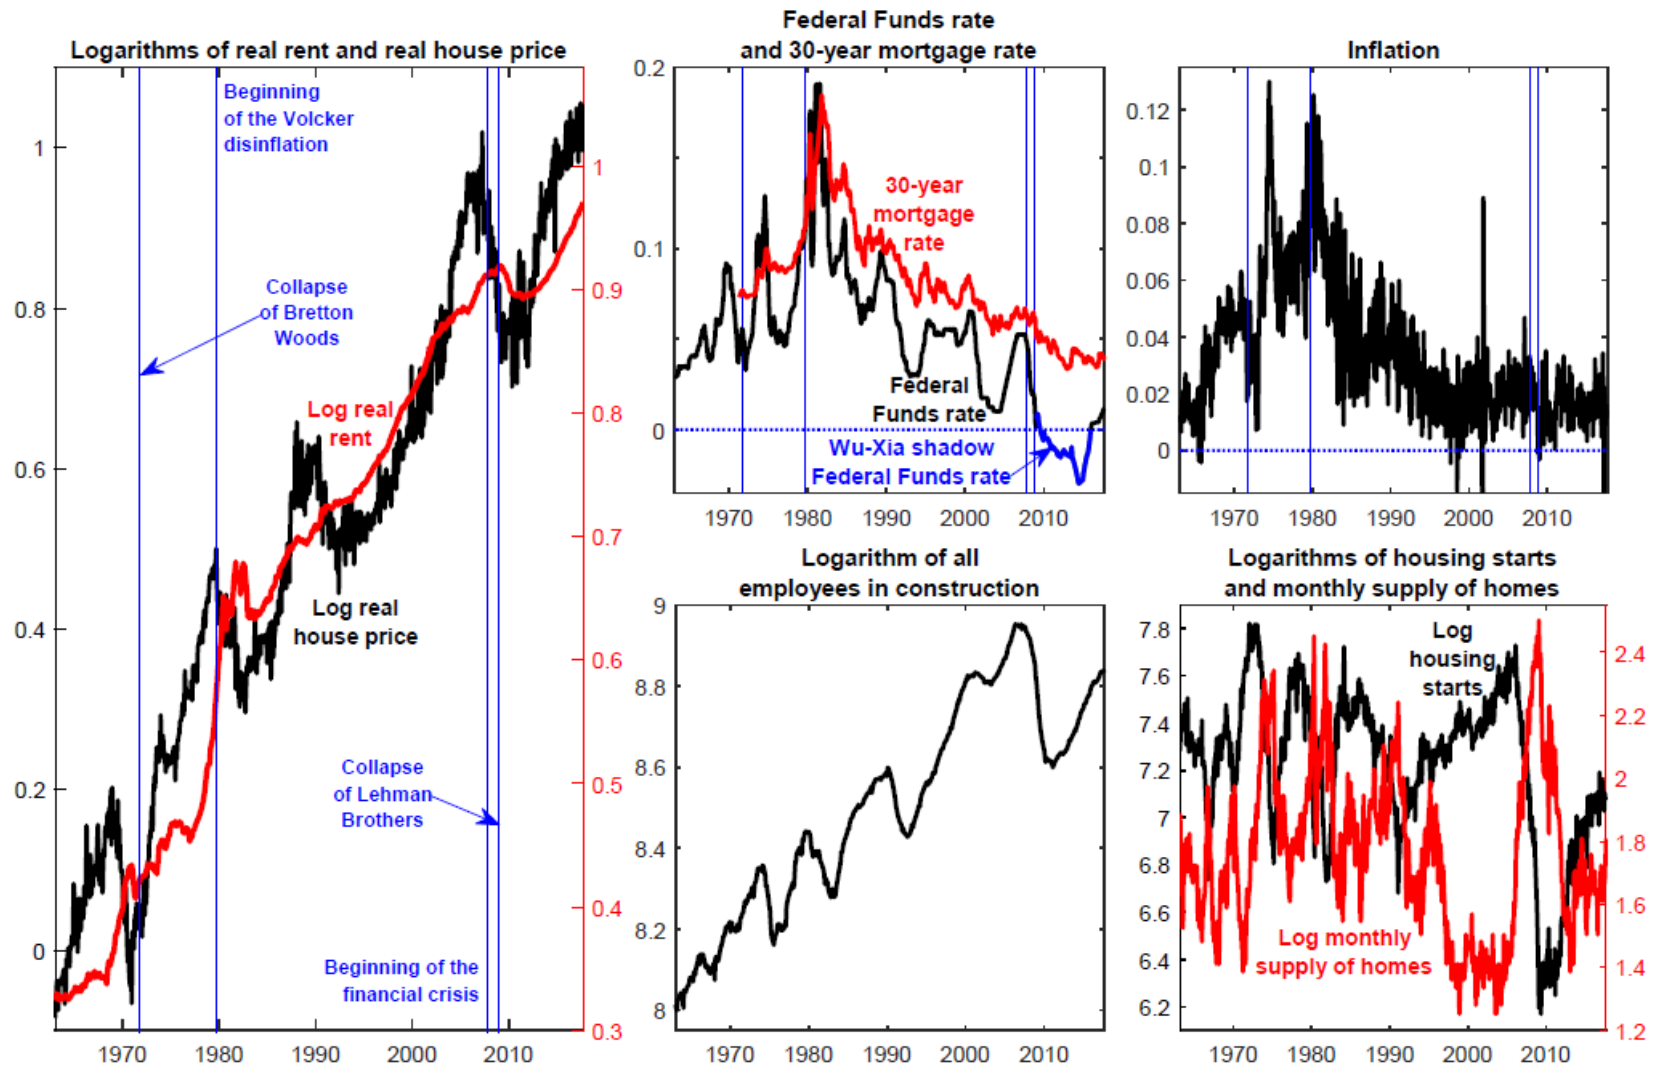 Logarithms of real rent and real house price
1
0.8
0.6
0.4
0.2
0
1
0.9
0.8
0.7
0.6
0.5
0.4
0.3
1970
1980
1990
2000
2010
Beginning
of the Volcker
disinflation
Collapse
of Bretton
Woods
Log real
rent
Log real
house price
Collapse
of Lehman
Brothers
Beginning of the
financial crisis
Federal Funds rate
and 30-year mortgage rate
0.2
0.1
0
30-year
mortgage
rate
Federal
Funds rate
Wu-Xia shadow
Federal Funds rate
1970
1980
1990
2000
2010
Inflation
0.12
0.1
0.08
0.06
0.04
0.02
0
1970
1980
1990
2000
2010
Logarithm of all
employees in construction
9
8.8
8.6
8.4
8.2
8
1970
1980
1990
2000
2010
Logarithms of housing starts
and monthly supply of homes
7.8
7.6
7.4
7.2
7
6.8
6.6
6.4
6.2
Log
housing
starts
Log monthly
supply of homes
2.4
2.2
2
1.8
1.6
1.4
1.2
1970
1980
1990
2000
2010